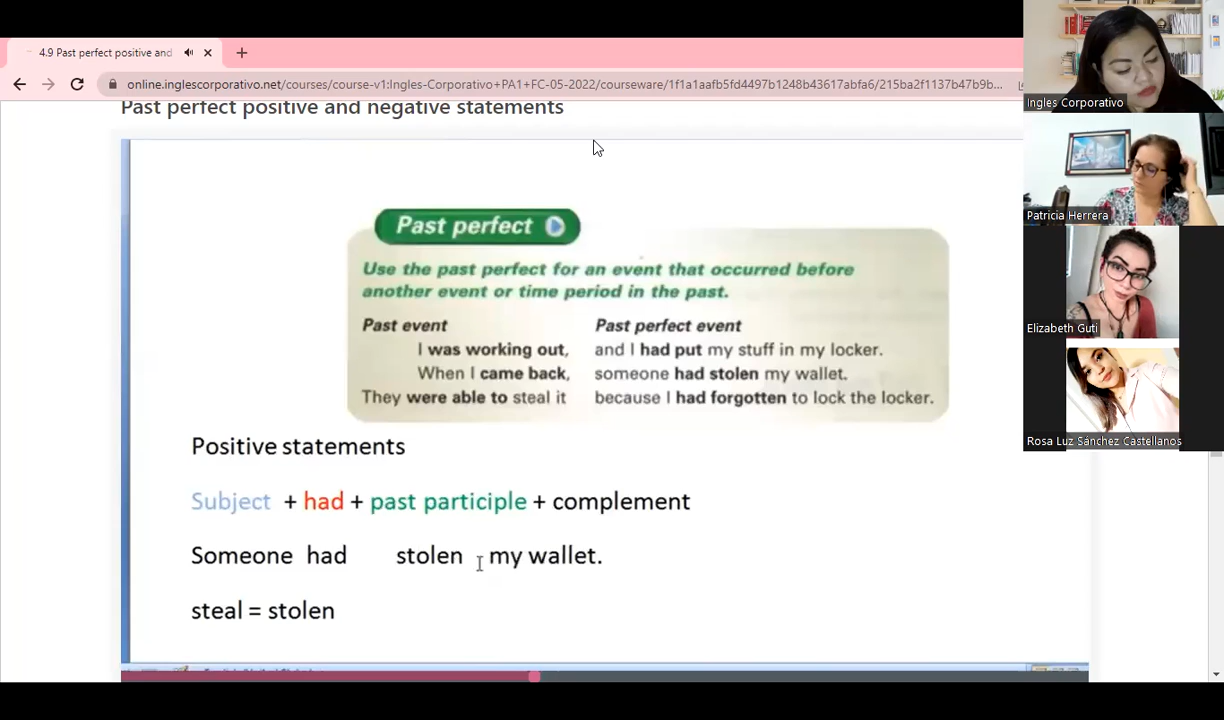 4.9 Past perfect positive and
online.inglescorporativo.net/courses/course-v1:Ingles-Corporativo+PA1+FC-05-2022/courseware/1f1a1aafb5fd4497b1248b43617abfa6/215ba2f1137b47b9b...
Past perfect positive and negative statements
Past perfect
Use the past perfect for an event that occurred before
another event or time period in the past.
Past event Past perfect event
I was working out, and I had put my stuff in my locker.
When I came back, someone had stolen my wallet.
They were able to steal it because I had forgotten to lock the locker.
Positive statements
Subject + had + past participle + complement
Someone had stolen my wallet.
steal = stolen
Ingles Corporativo
Patricia Herrera
Elizabeth Guti
Rosa Luz Sánchez Castellanos